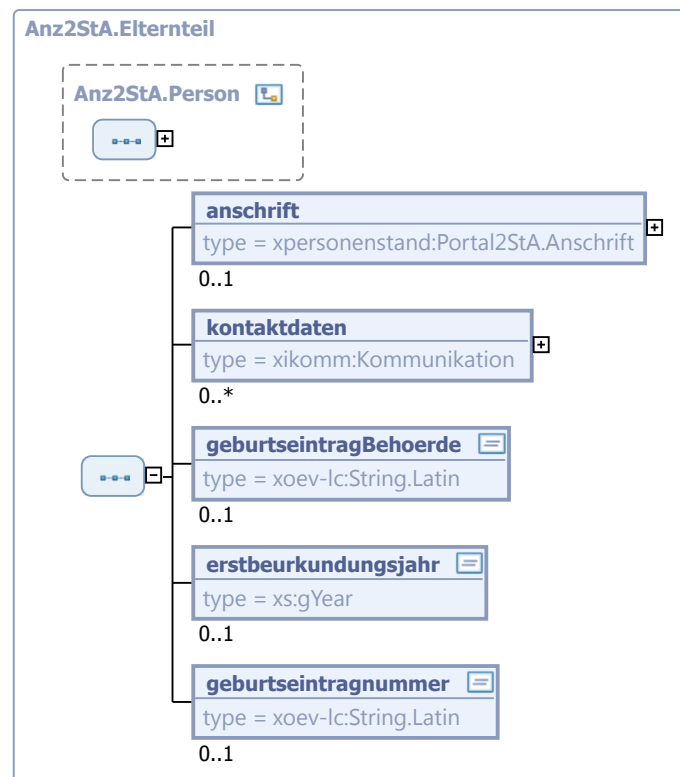 Anz2StA.Elternteil
Anz2StA.Person
anschrift
type = xpersonenstand:Portal2StA.Anschrift
0..1
kontaktdaten
type = xikomm:Kommunikation
0..*
geburtseintragBehoerde
type = xoev-lc:String.Latin
0..1
erstbeurkundungsjahr
type = xs:gYear
0..1
geburtseintragnummer
type = xoev-lc:String.Latin
0..1